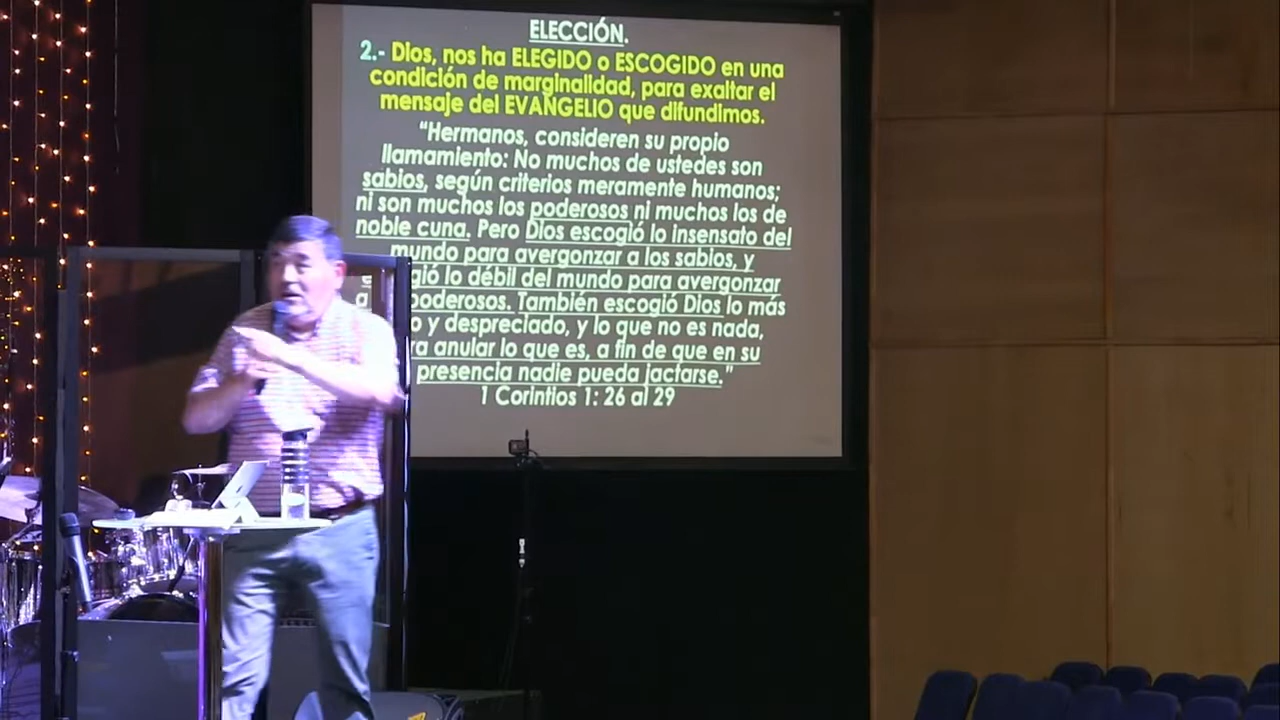 ELECCIÓN.
2.- Dios, nos ha ELEGIDO o ESCOGIDO en una
condición de marginalidad, para exaltar el
mensaje del EVANGELIO que difundimos.
“Hermanos, consideren su propio
llamamiento: No muchos de ustedes son
sabios, según criterios meramente humanos;
ni son muchos los poderosos ni muchos los de
noble cuna. Pero Dios escogió lo insensato del
mundo para avergonzar a los sabios, y
lo débil del mundo para avergonzar
a poderosos. También escogió Dios lo más
y despreciado, y lo que no es nada,
anular lo que es, a fin de que en su
presencia nadie pueda jactarse.”
1 Corintios 1: 26 al 29